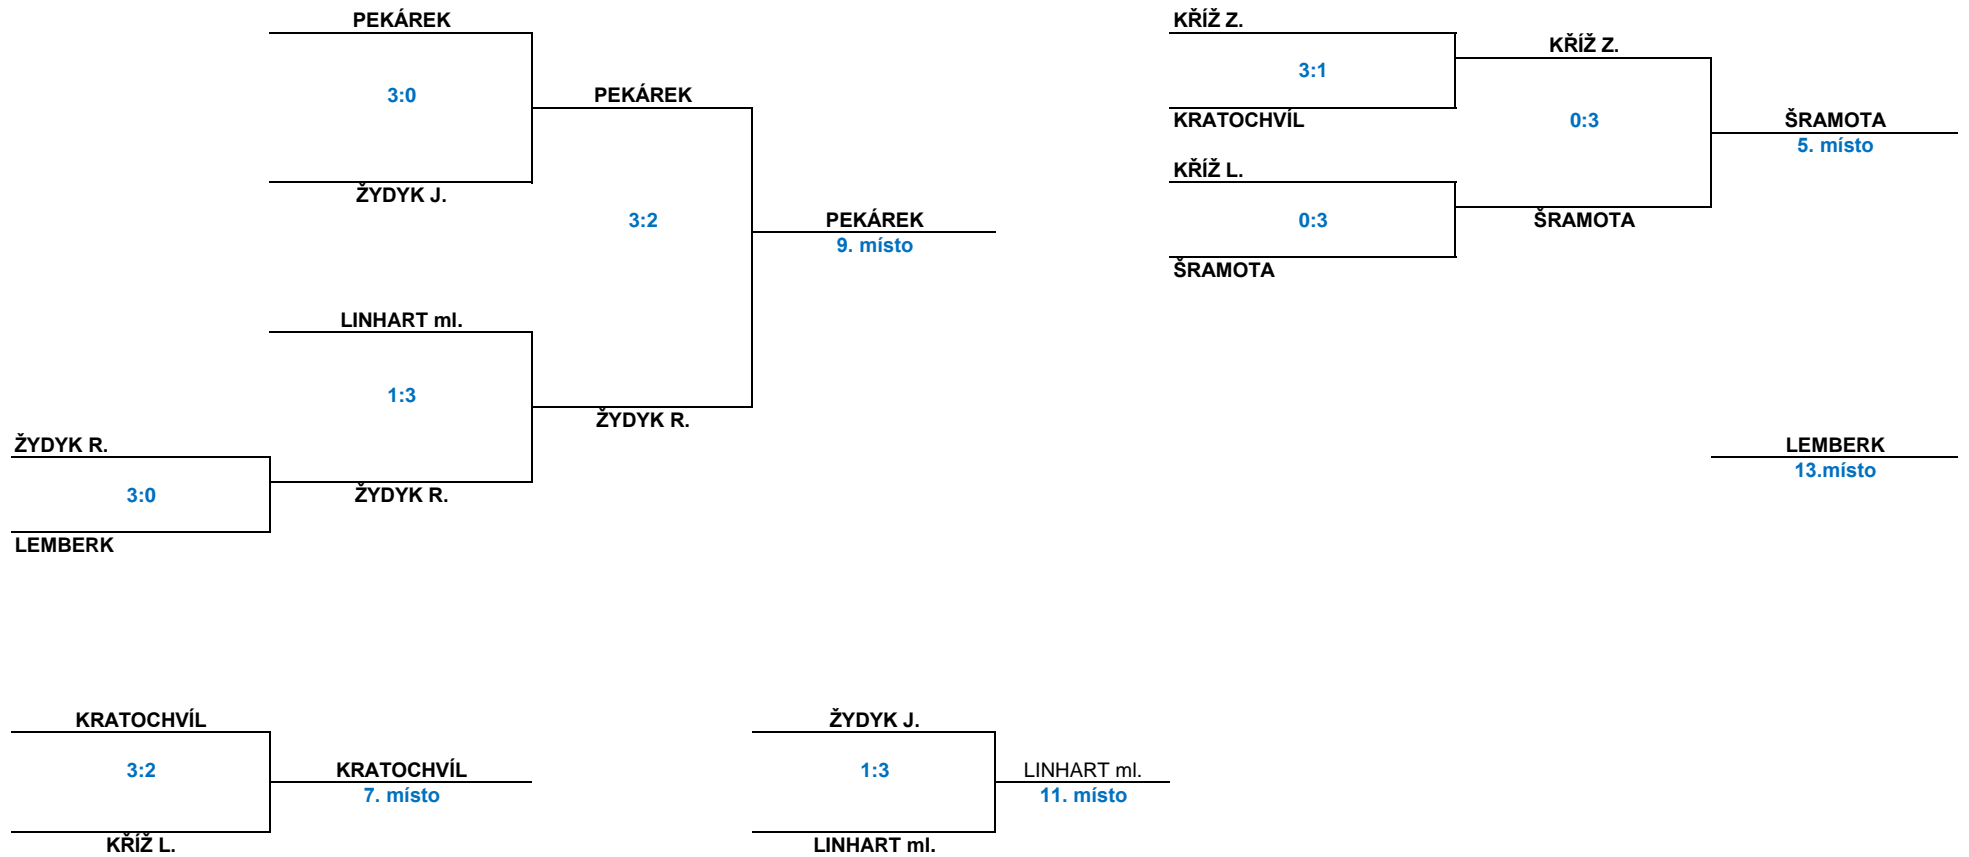 PEKÁREK
3:0
ŽYDYK J.
PEKÁREK
3:2
PEKÁREK
9. místo
LINHART ml.
1:3
ŽYDYK R.
ŽYDYK R.
3:0
LEMBERK
ŽYDYK R.
KŘÍŽ Z.
3:1
KRATOCHVÍL
KŘÍŽ Z.
0:3
ŠRAMOTA
5. místo
KŘÍŽ L.
0:3
ŠRAMOTA
ŠRAMOTA
LEMBERK
13.místo
KRATOCHVÍL
3:2
KRATOCHVÍL
7. místo
KŘÍŽ L.
ŽYDYK J.
1:3
LINHART ml.
11. místo
LINHART ml.